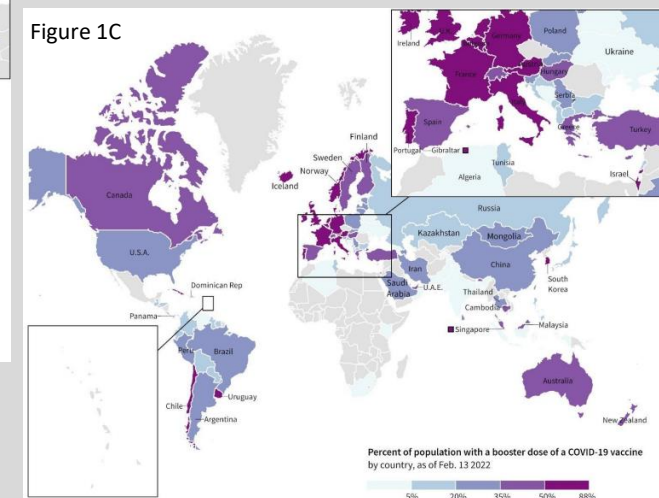 Figure 1C
Ireland
U.K.
Germany
Poland
Ukraine
France
Hungary
Serbia
Italy
Spain
Greece
Turkey
Portugal
Gibraltar
Tunisia
Algeria
Israel
Finland
Sweden
Norway
Iceland
Canada
U.S.A.
Russia
Kazakhstan
Mongolia
China
Iran
Saudi
Arabia
U.A.E.
South
Korea
Thailand
Cambodia
Singapore
Malaysia
Dominican Rep
Panama
Peru
Brazil
Uruguay
Chile
Argentina
Australia
New Zealand
Percent of population with a booster dose of a COVID-19 vaccine
by country, as of Feb. 13 2022
5% 20% 35% 50% 88%